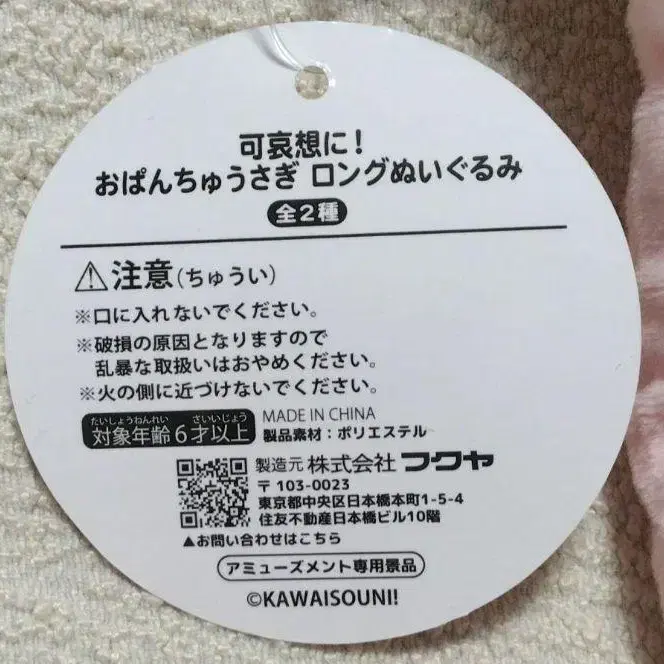 可哀想に！
おぱんちゅうさぎ ロングぬいぐるみ
全2種
⚠注意(ちゅうい)
※口に入れないでください。
※破損の原因となりますので
乱暴な取扱いはおやめください。
※火の側に近づけないでください。
たいしょうねんれい さいいじょう
対象年齢6才以上
MADE IN CHINA
製品素材：ポリエステル
製造元 株式会社 フクヤ
〒103-0023
東京都中央区日本橋本町1-5-4
住友不動産日本橋ビル10階
▲お問い合わせはこちら
アミューズメント専用景品
©KAWAISOUNI!